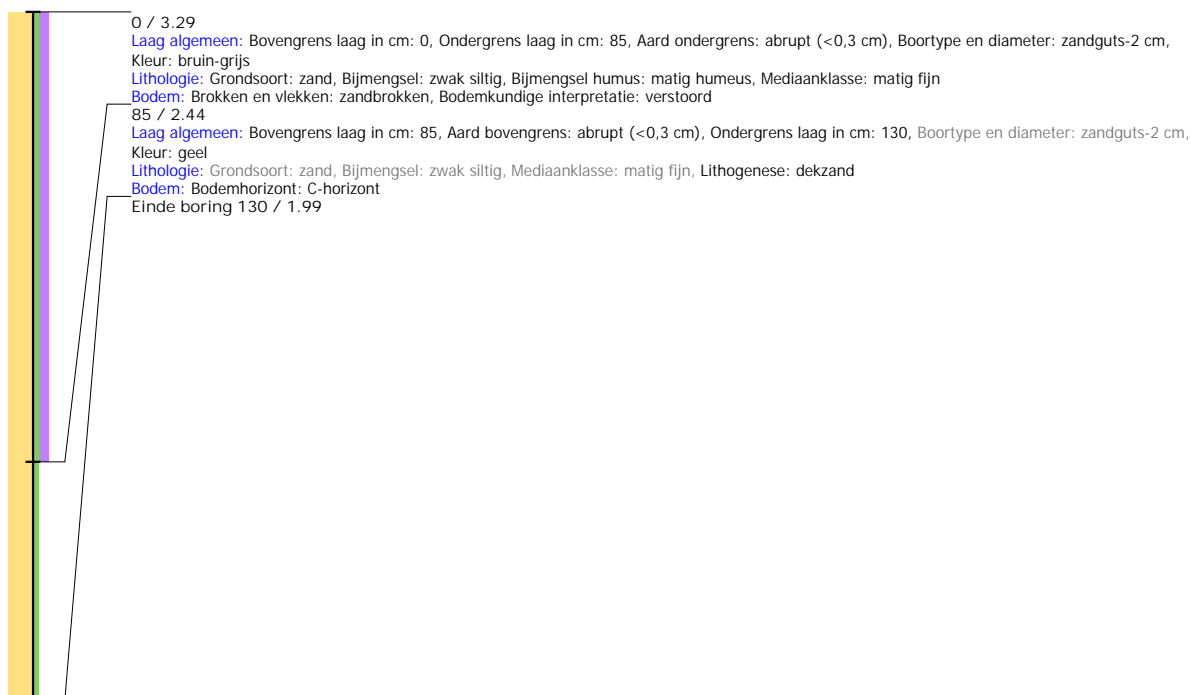 0 / 3.29
Laag algemeen: Bovengrens laag in cm: 0, Ondergrens laag in cm: 85, Aard ondergrens: abrupt (<0,3 cm), Boortype en diameter: zandguts-2 cm,
Kleur: bruin-grijs
Lithologie: Grondsoort: zand, Bijmengsel: zwak siltig, Bijmengsel humus: matig humeus, Mediaanklasse: matig fijn
Bodem: Brokken en vlekken: zandbrokken, Bodemkundige interpretatie: verstoord
85 / 2.44
Laag algemeen: Bovengrens laag in cm: 85, Aard bovengrens: abrupt (<0,3 cm), Ondergrens laag in cm: 130, Boortype en diameter: zandguts-2 cm,
Kleur: geel
Lithologie: Grondsoort: zand, Bijmengsel: zwak siltig, Mediaanklasse: matig fijn, Lithogenese: dekzand
Bodem: Bodemhorizont: C-horizont
Einde boring 130 / 1.99